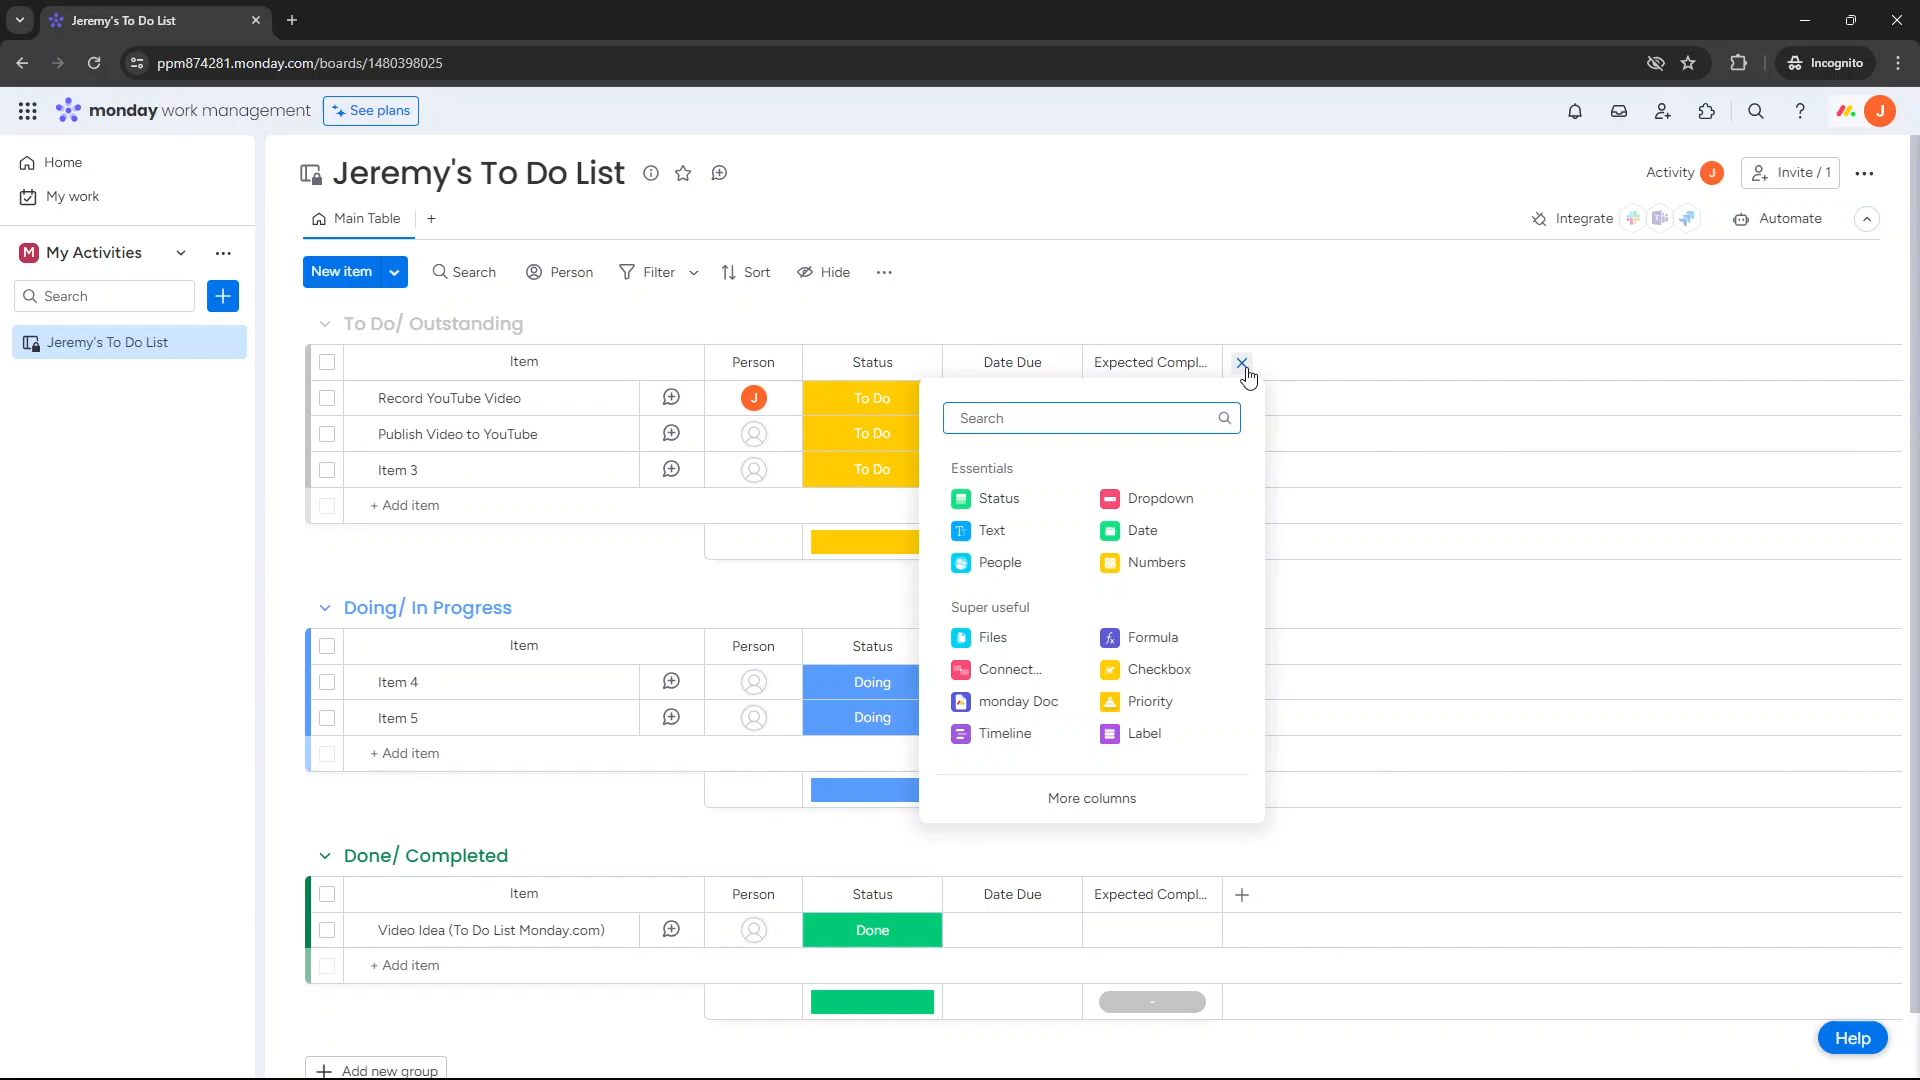 Jeremy's To Do List
ppm874281.monday.com/boards/1480398025
Incognito
monday work management
See plans
J
Home
My work
M My Activities
Search
Jeremy's To Do List
Jeremy's To Do List
Activity J
Invite / 1
Main Table
Integrate
Automate
New item
Search
Person
Filter
Sort
Hide
To Do/ Outstanding
Item Person Status Date Due Expected Compl...
Record YouTube Video J To Do
Publish Video to YouTube To Do
Item 3 To Do
+ Add item
Search
Essentials
Status Dropdown
Text Date
People Numbers
Super useful
Files Formula
Connect... Checkbox
monday Doc Priority
Timeline Label
More columns
Doing/ In Progress
Item Person Status
Item 4 Doing
Item 5 Doing
+ Add item
Done/ Completed
Item Person Status Date Due Expected Compl...
Video Idea (To Do List Monday.com) Done
+ Add item
-
Help
Add new group